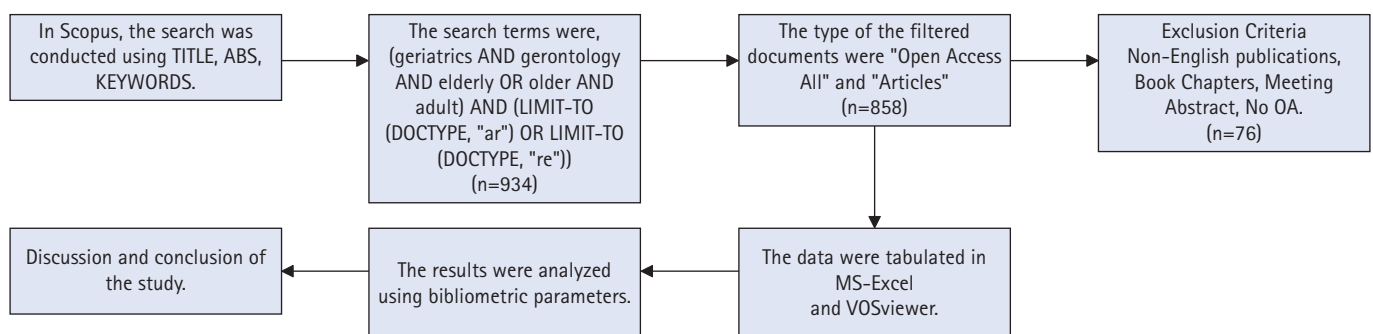 In Scopus, the search was
conducted using TITLE, ABS,
KEYWORDS.
The search terms were,
(geriatrics AND gerontology
AND elderly OR older AND
adult) AND (LIMIT-TO
(DOCTYPE, "ar") OR LIMIT-TO
(DOCTYPE, "re"))
(n=934)
The type of the filtered
documents were "Open Access
All" and "Articles"
(n=858)
Exclusion Criteria
Non-English publications,
Book Chapters, Meeting
Abstract, No OA.
(n=76)
The data were tabulated in
MS-Excel
and VOSviewer.
The results were analyzed
using bibliometric parameters.
Discussion and conclusion of
the study.